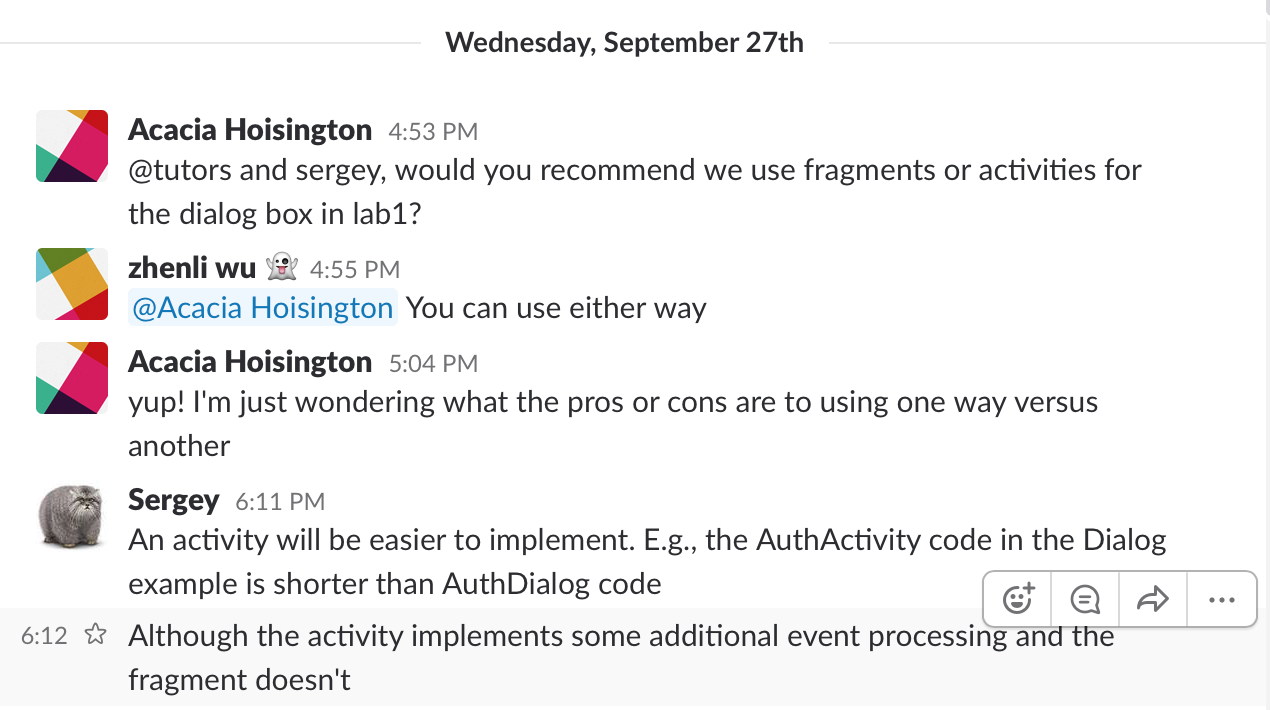 Wednesday, September 27th
Acacia Hoisington 4:53 PM
@tutors and sergey, would you recommend we use fragments or activities for
the dialog box in lab1?
zhenli wu 👻 4:55 PM
@Acacia Hoisington You can use either way
Acacia Hoisington 5:04 PM
yup! I'm just wondering what the pros or cons are to using one way versus
another
Sergey 6:11 PM
An activity will be easier to implement. E.g., the AuthActivity code in the Dialog
example is shorter than AuthDialog code
6:12 Although the activity implements some additional event processing and the
fragment doesn't